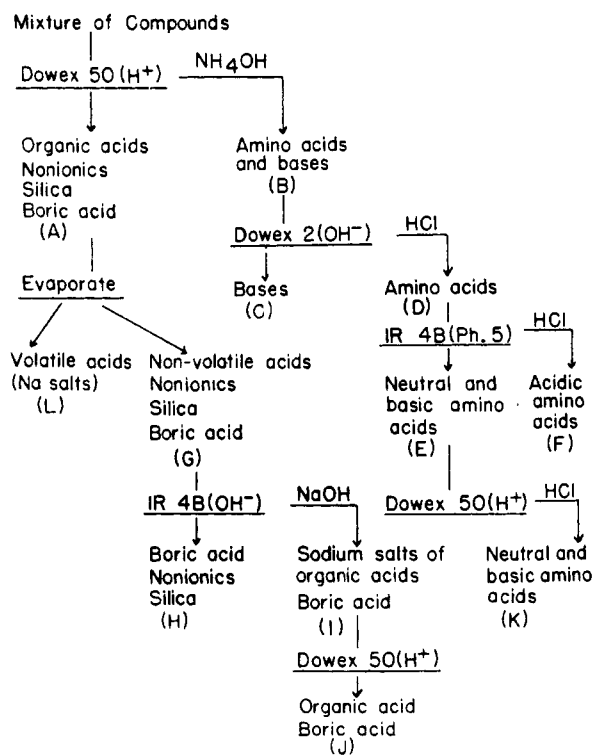 Mixture of Compounds
Dowex 50(H+)
NH4OH
Organic acids
Nonionics
Silica
Boric acid
(A)
Amino acids
and bases
(B)
Dowex 2(OH−)
HCl
Evaporate
Bases
(C)
Amino acids
(D)
IR 4B(Ph. 5)
HCl
Volatile acids
(Na salts)
(L)
Non-volatile acids
Nonionics
Silica
Boric acid
(G)
Neutral and
basic amino
acids
(E)
Acidic
amino
acids
(F)
IR 4B(OH−)
NaOH
Dowex 50(H+)
HCl
Boric acid
Nonionics
Silica
(H)
Sodium salts of
organic acids
Boric acid
(I)
Neutral and
basic amino
acids
(K)
Dowex 50(H+)
Organic acid
Boric acid
(J)